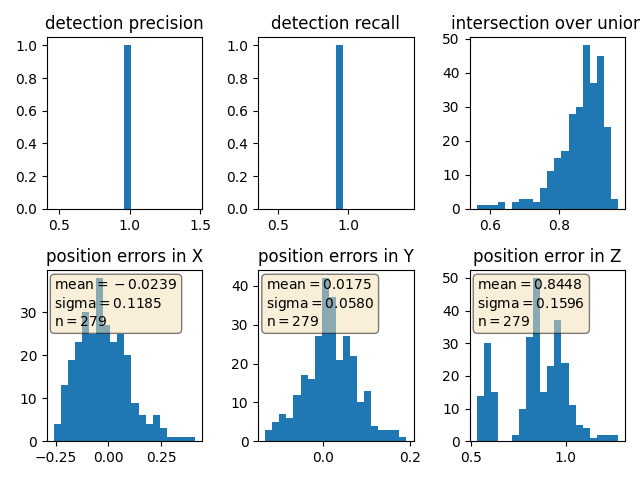 detection precision
detection recall
intersection over union
1.0
0.8
0.6
0.4
0.2
0.0
0.5 1.0 1.5
1.0
0.8
0.6
0.4
0.2
0.0
0.5 1.0
50
40
30
20
10
0
0.6 0.8
position errors in X
position errors in Y
position error in Z
mean = −0.0239
sigma = 0.1185
n = 279
30
20
10
0
−0.25 0.00 0.25
mean = 0.0175
sigma = 0.0580
n = 279
40
30
20
10
0
0.0 0.2
mean = 0.8448
sigma = 0.1596
n = 279
50
40
30
20
10
0
0.5 1.0